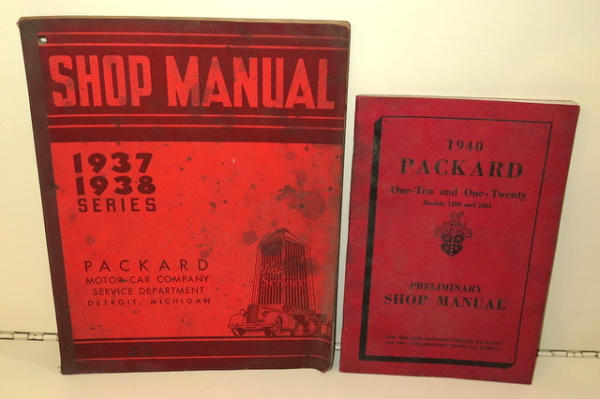 SHOP MANUAL
1937
1938
SERIES
PACKARD
MOTOR CAR COMPANY
SERVICE DEPARTMENT
DETROIT, MICHIGAN
1940
PACKARD
One-Ten and One-Twenty
Models 1800 and 1801
PRELIMINARY
SHOP MANUAL